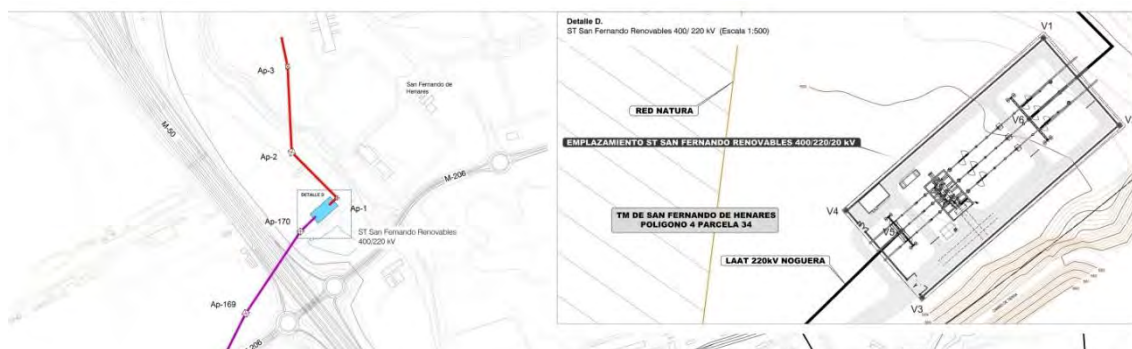 Ap-3
San Fernando de
Henares
M-50
Ap-2
M-206
DETALLE D
Ap-1
Ap-170
ST San Fernando Renovables
400/220 kV
Ap-169
M-206
Detalle D.
ST San Fernando Renovables 400/ 220 kV (Escala 1:500)
V1
RED NATURA
V6
EMPLAZAMIENTO ST SAN FERNANDO RENOVABLES 400/220/20 kV
V4
TM DE SAN FERNANDO DE HENARES
POLIGONO 4 PARCELA 34
V5
LAAT 220kV NOGUERA
V3